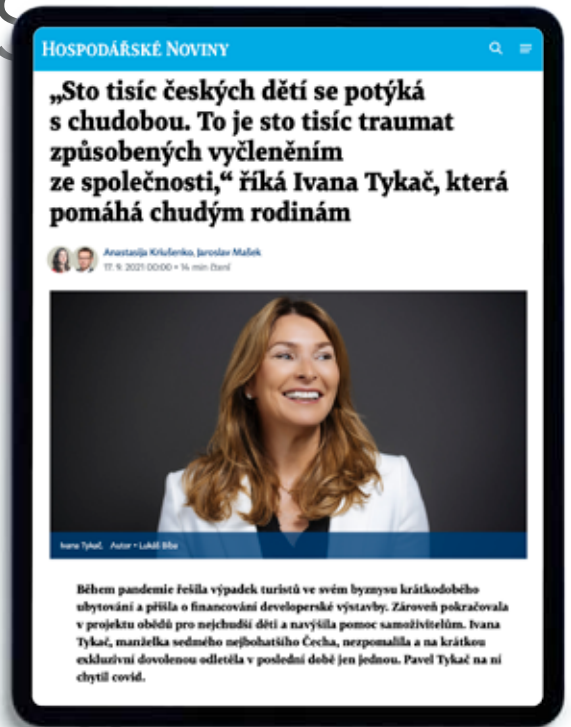 HOSPODÁŘSKÉ NOVINY
„Sto tisíc českých dětí se potýká
s chudobou. To je sto tisíc traumat
způsobených vyčleněním
ze společnosti,“ říká Ivana Tykač, která
pomáhá chudým rodinám
Anastasija Kriušenko, Jaroslav Mašek
17. 9. 2021 00:00 • 14 min čtení
Ivana Tykač. Autor • Lukáš Bíba
Během pandemie řešila výpadek turistů ve svém byznysu krátkodobého
ubytování a přišla o financování developerské výstavby. Zároveň pokračovala
v projektu obědů pro nejchudší děti a navýšila pomoc samoživitelům. Ivana
Tykač, manželka sedmého nejbohatšího Čecha, nezpomalila a na krátkou
exkluzivní dovolenou odletěla v poslední době jen jednou. Pavel Tykač na ní
chytil covid.